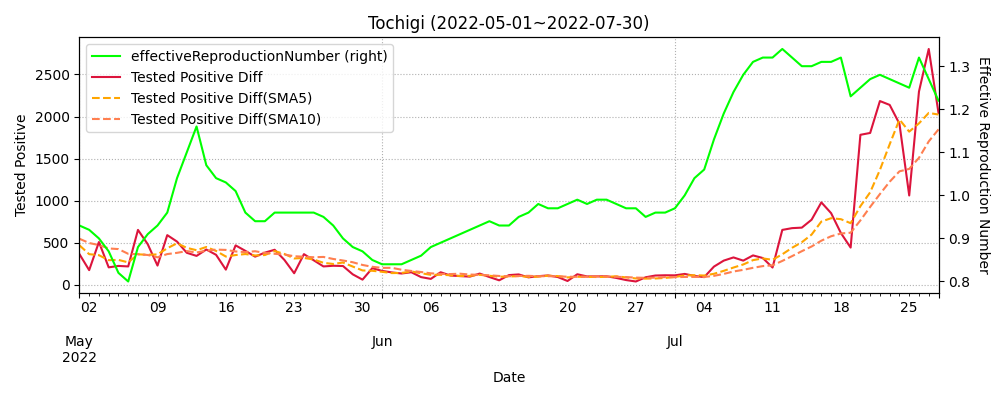 Tochigi (2022-05-01~2022-07-30)
effectiveReproductionNumber (right)
Tested Positive Diff
Tested Positive Diff(SMA5)
Tested Positive Diff(SMA10)
Tested Positive
2500
2000
1500
1000
500
0
1.3
1.2
1.1
1.0
0.9
0.8
Effective Reproduction Number
02 09 16 23 30 06 13 20 27 04 11 18 25
May Jun Jul
2022
Date